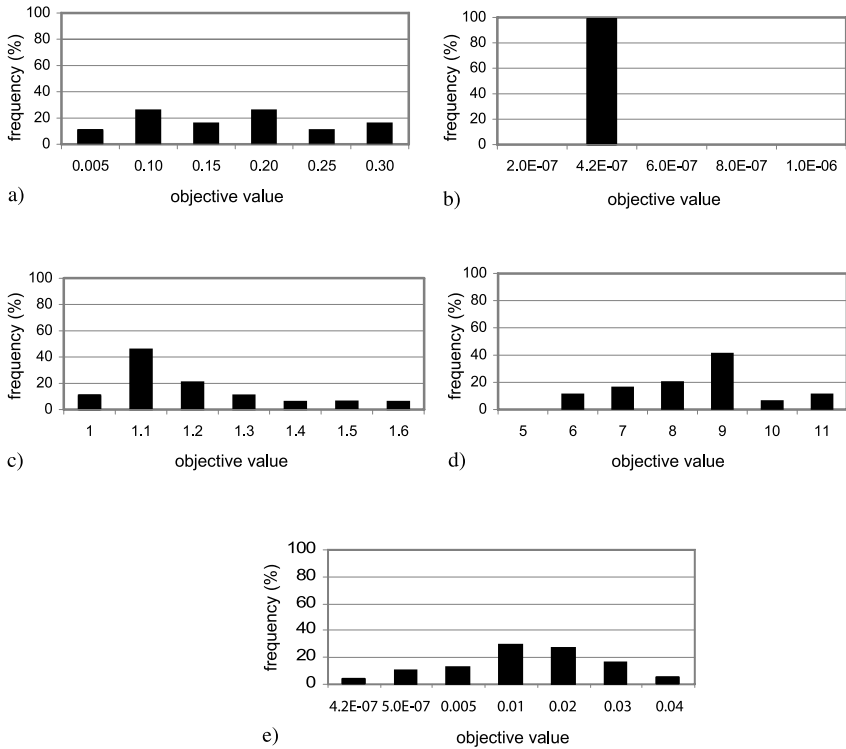 100
80
60
40
20
0
frequency (%)
0.005 0.10 0.15 0.20 0.25 0.30
objective value
a)
100
80
60
40
20
0
frequency (%)
2.0E-07 4.2E-07 6.0E-07 8.0E-07 1.0E-06
objective value
b)
100
80
60
40
20
0
frequency (%)
1 1.1 1.2 1.3 1.4 1.5 1.6
objective value
c)
100
80
60
40
20
0
frequency (%)
5 6 7 8 9 10 11
objective value
d)
100
80
60
40
20
0
frequency (%)
4.2E-07 5.0E-07 0.005 0.01 0.02 0.03 0.04
objective value
e)